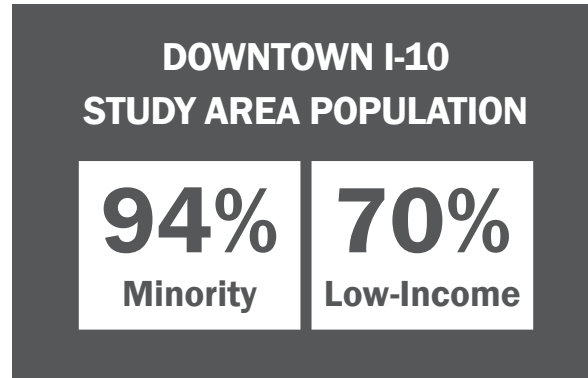 DOWNTOWN I-10
STUDY AREA POPULATION
94% 70%
Minority Low-Income